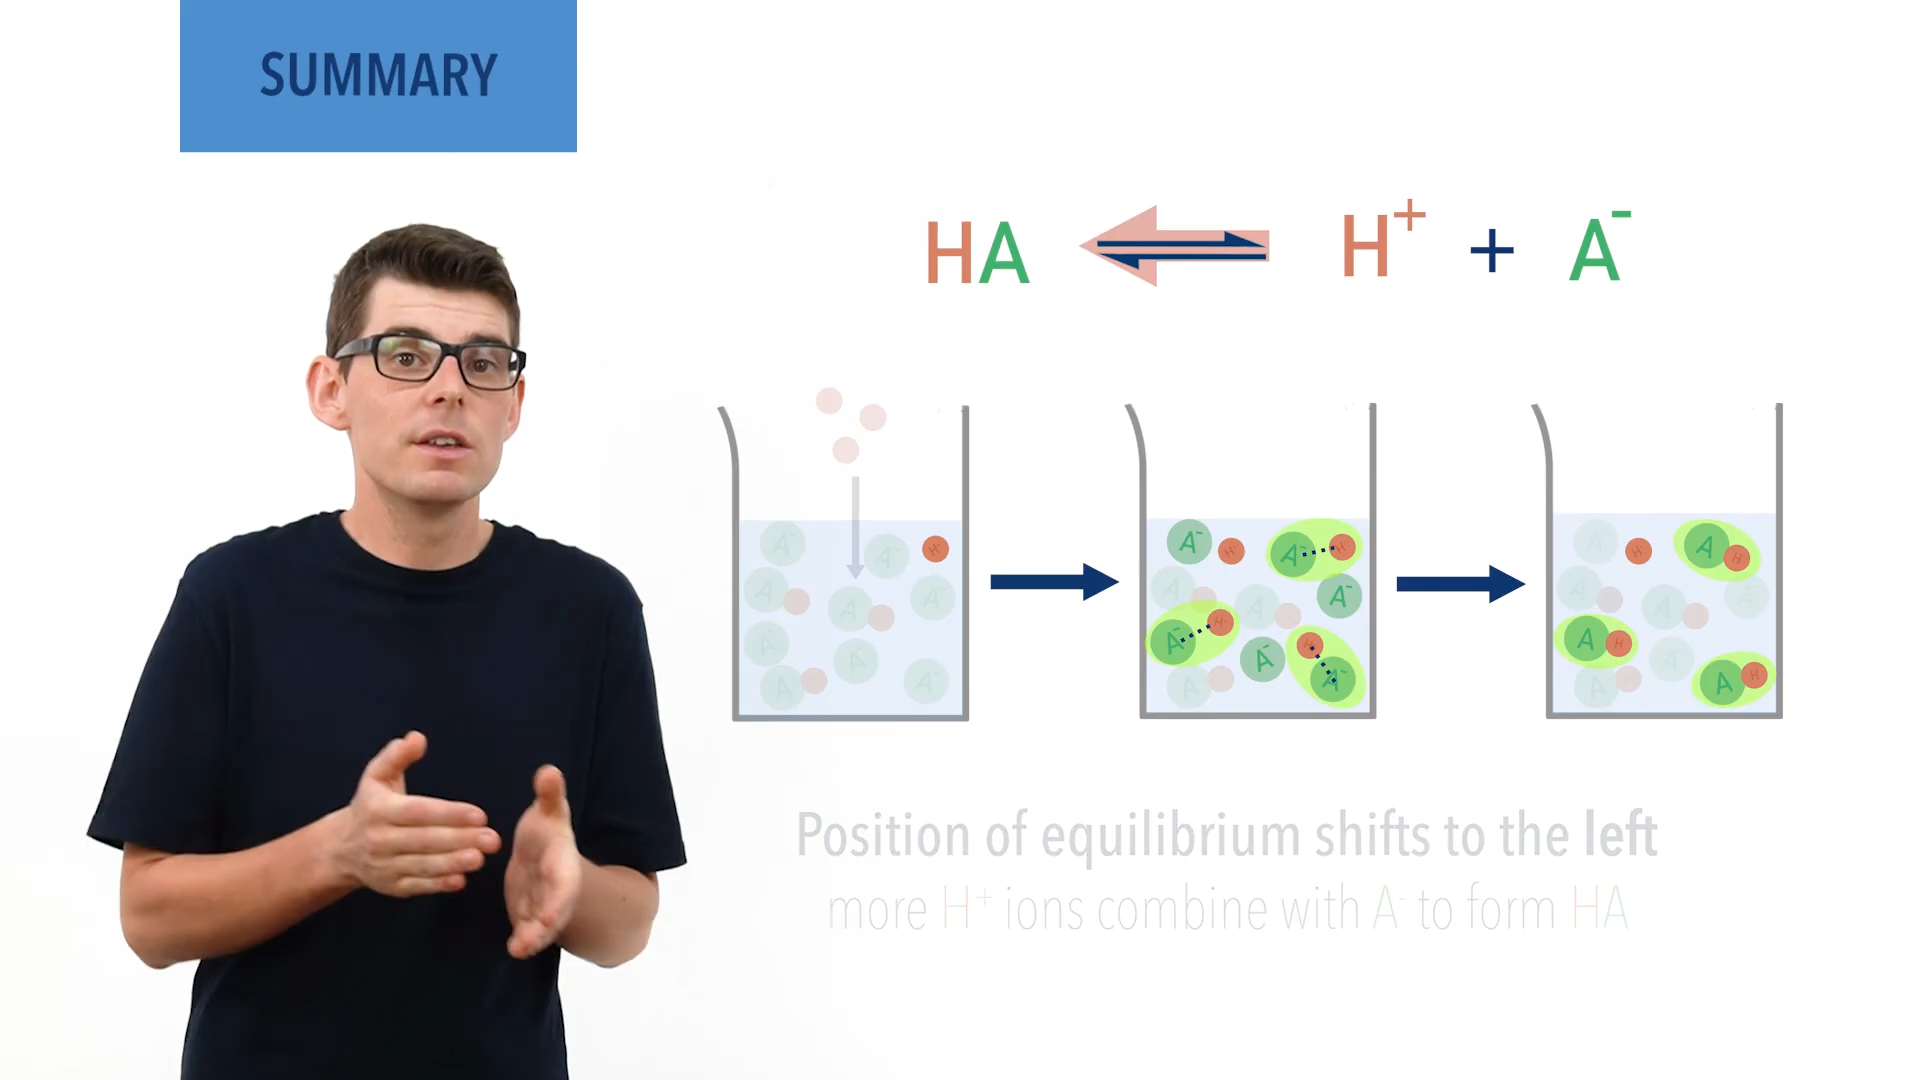 SUMMARY
HA ⇌ H⁺ + A⁻
A⁻ A⁻ H⁺
A⁻ A⁻ A⁻
A⁻ A⁻
A⁻ A⁻
A⁻ H⁺ A⁻ H⁺
A⁻ A⁻ A⁻
A⁻ H⁺ A⁻ H⁺
A⁻ A⁻
A⁻ H⁺ A H
A A A⁻
A H A⁻
A A H
Position of equilibrium shifts to the left
more H⁺ ions combine with A⁻ to form HA